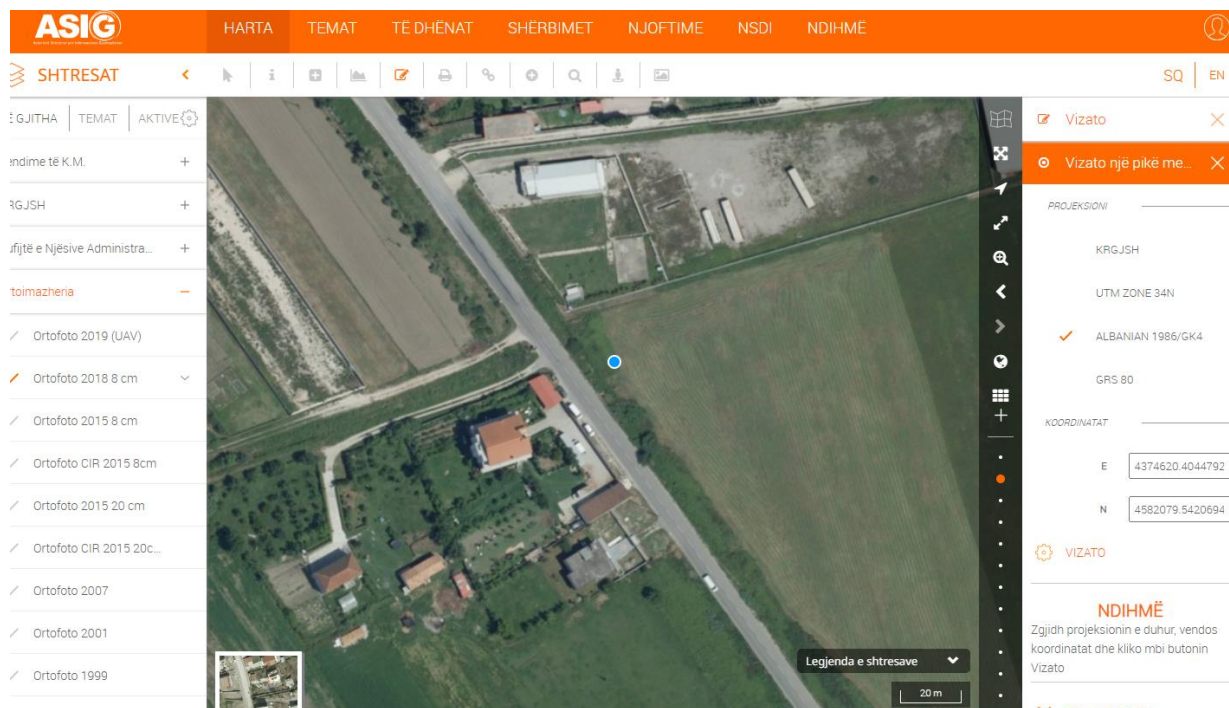 ASIG
HARTA TEMAT TË DHËNAT SHËRBIMET NJOFTIME NSDI NDIHMË
SHTRESAT
SQ EN
Ë GJITHA TEMAT AKTIVE
endime të K.M.
RGJSH
ufijtë e Njësive Administra...
rtoimazheria
Ortofoto 2019 (UAV)
Ortofoto 2018 8 cm
Ortofoto 2015 8 cm
Ortofoto CIR 2015 8cm
Ortofoto 2015 20 cm
Ortofoto CIR 2015 20c...
Ortofoto 2007
Ortofoto 2001
Ortofoto 1999
Legjenda e shtresave
20 m
Vizato
Vizato një pikë me...
PROJEKSIONI
KRGJSH
UTM ZONE 34N
ALBANIAN 1986/GK4
GRS 80
KOORDINATAT
E 4374620.4044792
N 4582079.5420694
VIZATO
NDIHMË
Zgjidh projeksionin e duhur, vendos
koordinatat dhe kliko mbi butonin
Vizato